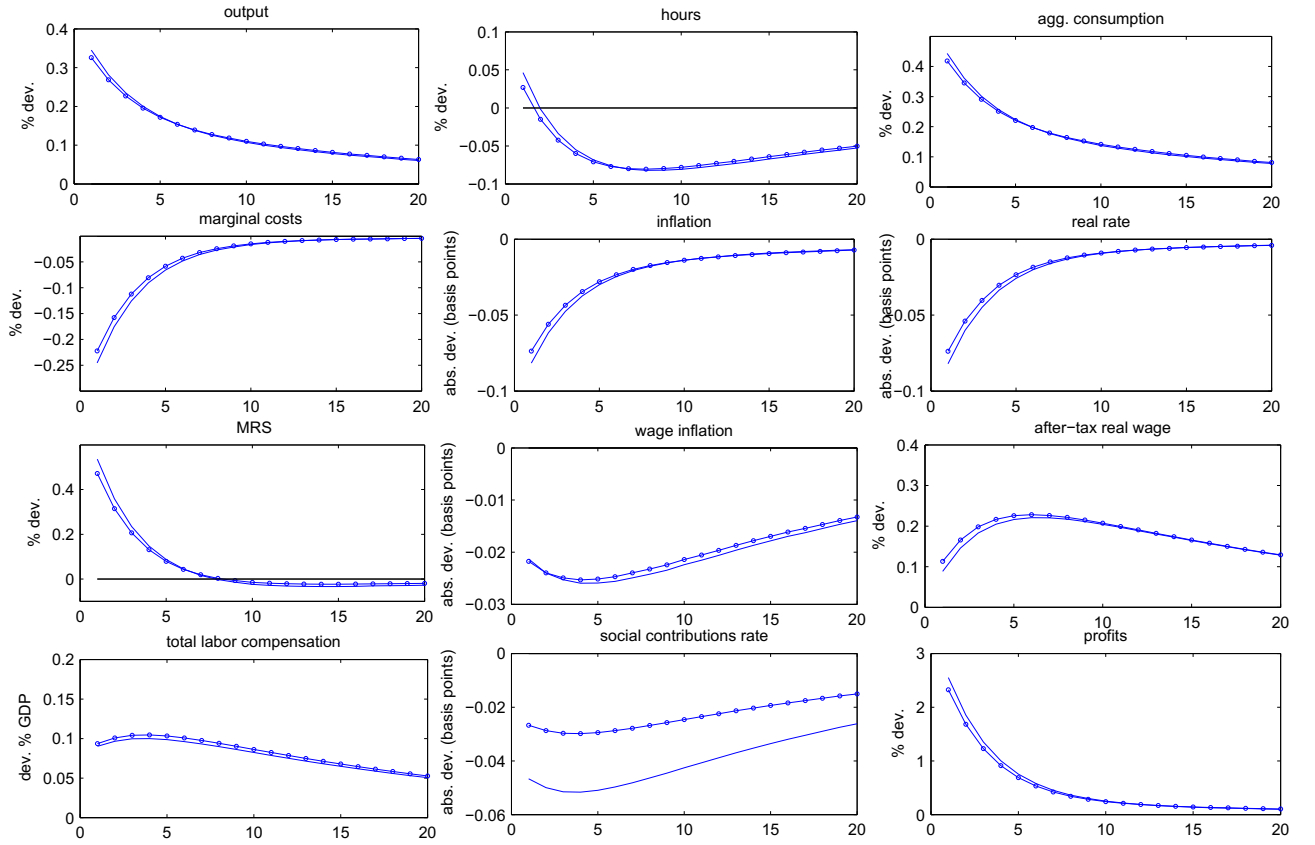 output
% dev.
0.4
0.3
0.2
0.1
0
0 5 10 15 20
hours
% dev.
0.1
0.05
0
−0.05
−0.1
0 5 10 15 20
agg. consumption
% dev.
0.4
0.3
0.2
0.1
0
0 5 10 15 20
marginal costs
% dev.
−0.05
−0.1
−0.15
−0.2
−0.25
0 5 10 15 20
inflation
abs. dev. (basis points)
0
−0.05
−0.1
0 5 10 15 20
real rate
abs. dev. (basis points)
0
−0.05
−0.1
0 5 10 15 20
MRS
% dev.
0.4
0.2
0
0 5 10 15 20
wage inflation
abs. dev. (basis points)
0
−0.01
−0.02
−0.03
0 5 10 15 20
after−tax real wage
% dev.
0.4
0.3
0.2
0.1
0
0 5 10 15 20
total labor compensation
dev. % GDP
0.2
0.15
0.1
0.05
0
0 5 10 15 20
social contributions rate
abs. dev. (basis points)
0
−0.02
−0.04
−0.06
0 5 10 15 20
profits
% dev.
3
2
1
0
0 5 10 15 20